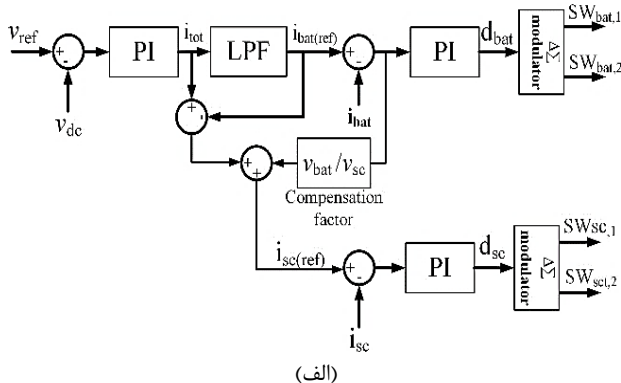 v_ref
+
-
PI
i_tot
LPF
i_bat(ref)
+
-
PI
d_bat
ΔΣ
modulator
SW_bat,1
SW_bat,2
v_dc
+
-
i_bat
+
+
v_bat/v_sc
Compensation
factor
i_sc(ref)
+
-
PI
d_sc
ΔΣ
modulator
SWsc,1
SW_sct,2
i_sc
(الف)